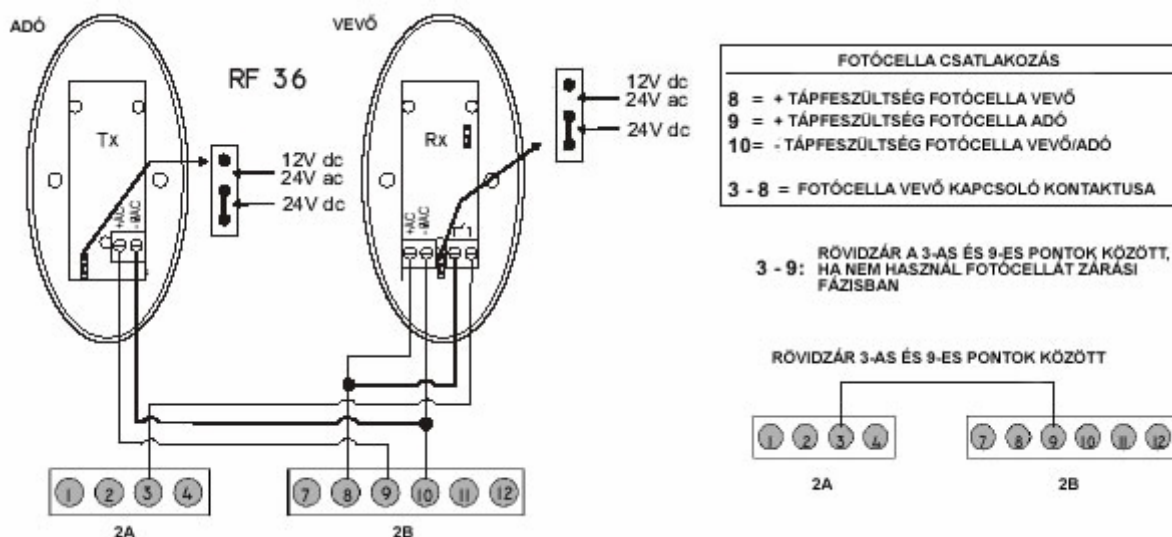 ADÓ
VEVŐ
RF 36
Tx
12V dc
24V ac
24V dc
+AC
Rx
12V dc
24V ac
24V dc
+AC
1 2 3 4
2A
7 8 9 10 11 12
2B
FOTÓCELLA CSATLAKOZÁS
8 = + TÁPFESZÜLTSÉG FOTÓCELLA VEVŐ
9 = + TÁPFESZÜLTSÉG FOTÓCELLA ADÓ
10= - TÁPFESZÜLTSÉG FOTÓCELLA VEVŐ/ADÓ
3 - 8 = FOTÓCELLA VEVŐ KAPCSOLÓ KONTAKTUSA
3 - 9: RÖVIDZÁR A 3-AS ÉS 9-ES PONTOK KÖZÖTT,
HA NEM HASZNÁL FOTÓCELLÁT ZÁRÁSI
FÁZISBAN
RÖVIDZÁR 3-AS ÉS 9-ES PONTOK KÖZÖTT
1 2 3 4
2A
7 8 9 10 11 12
2B